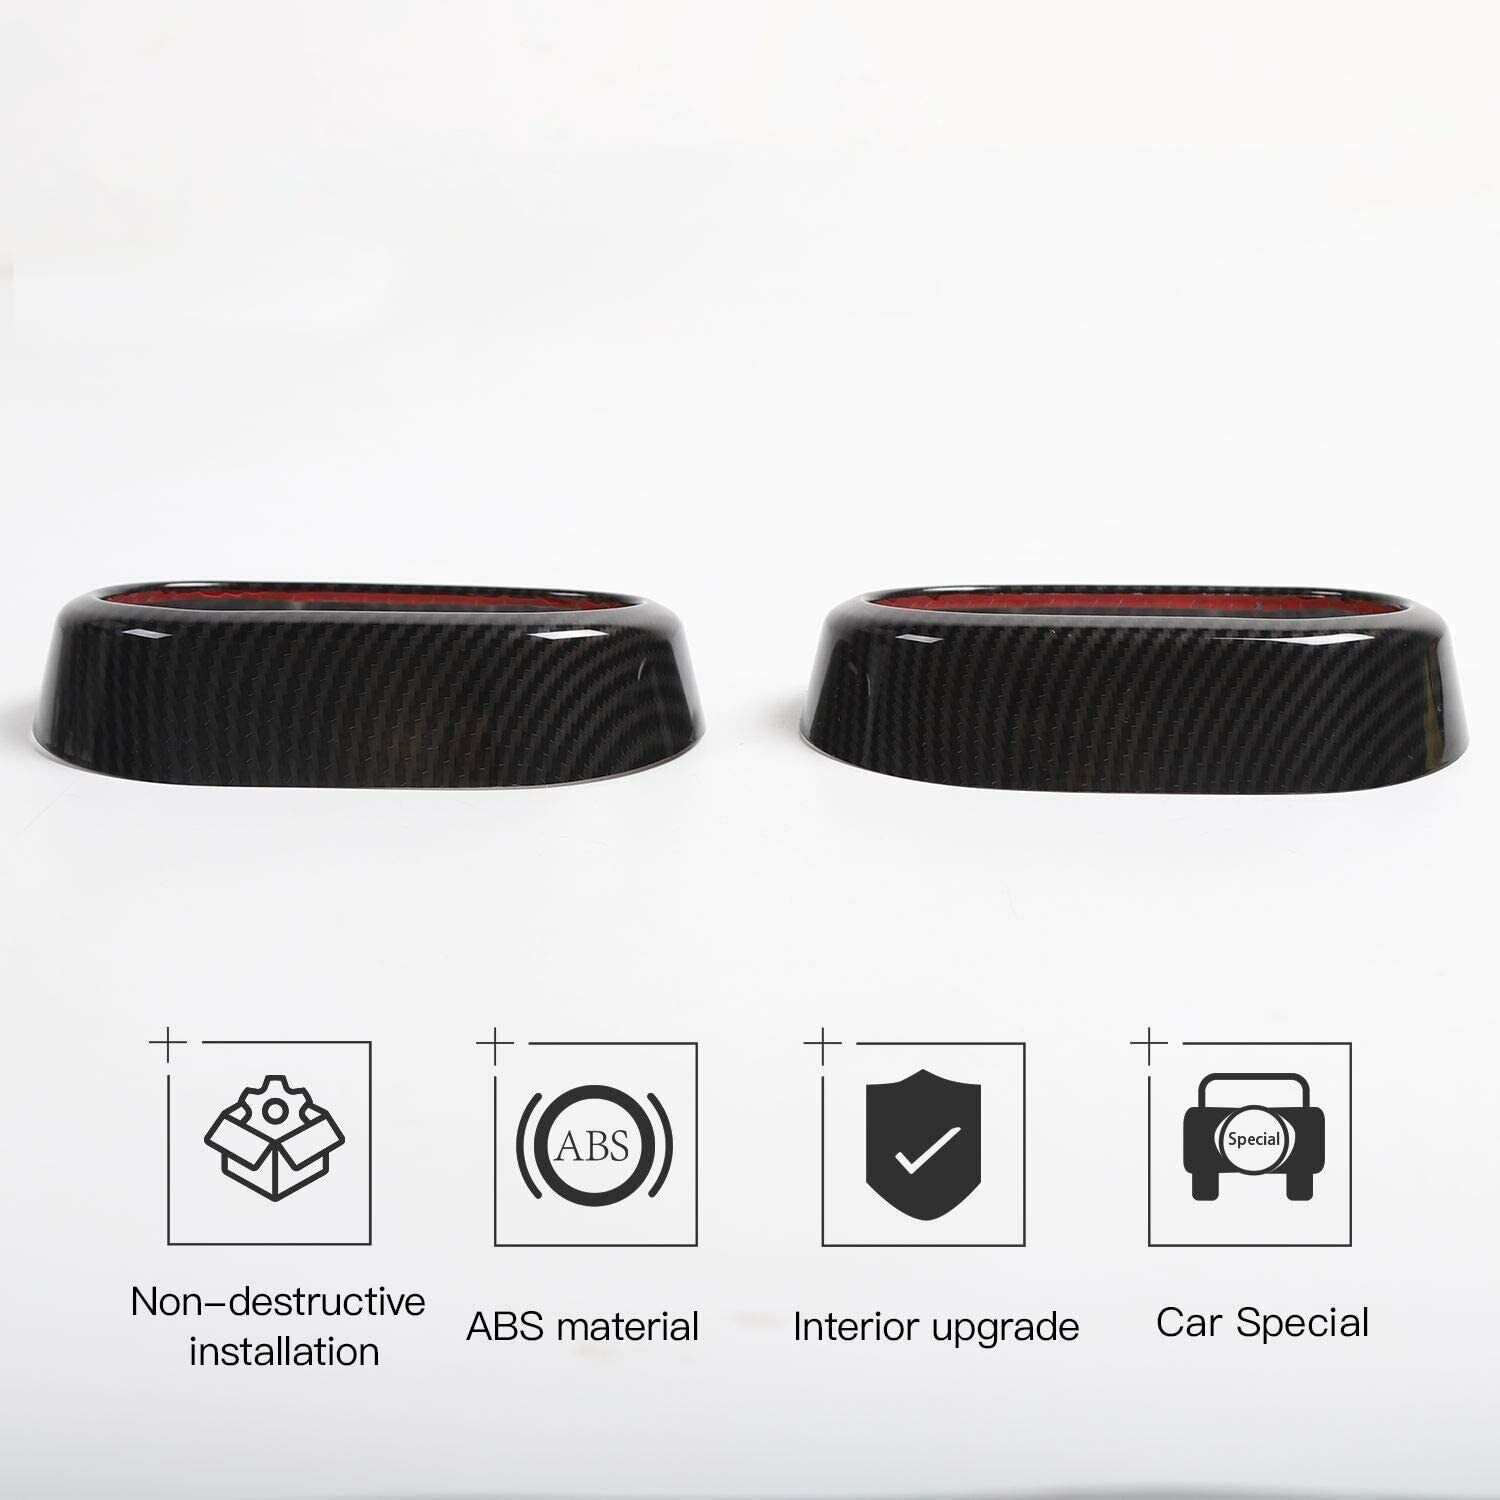 ABS
Special
Non-destructive
installation
ABS material
Interior upgrade
Car Special